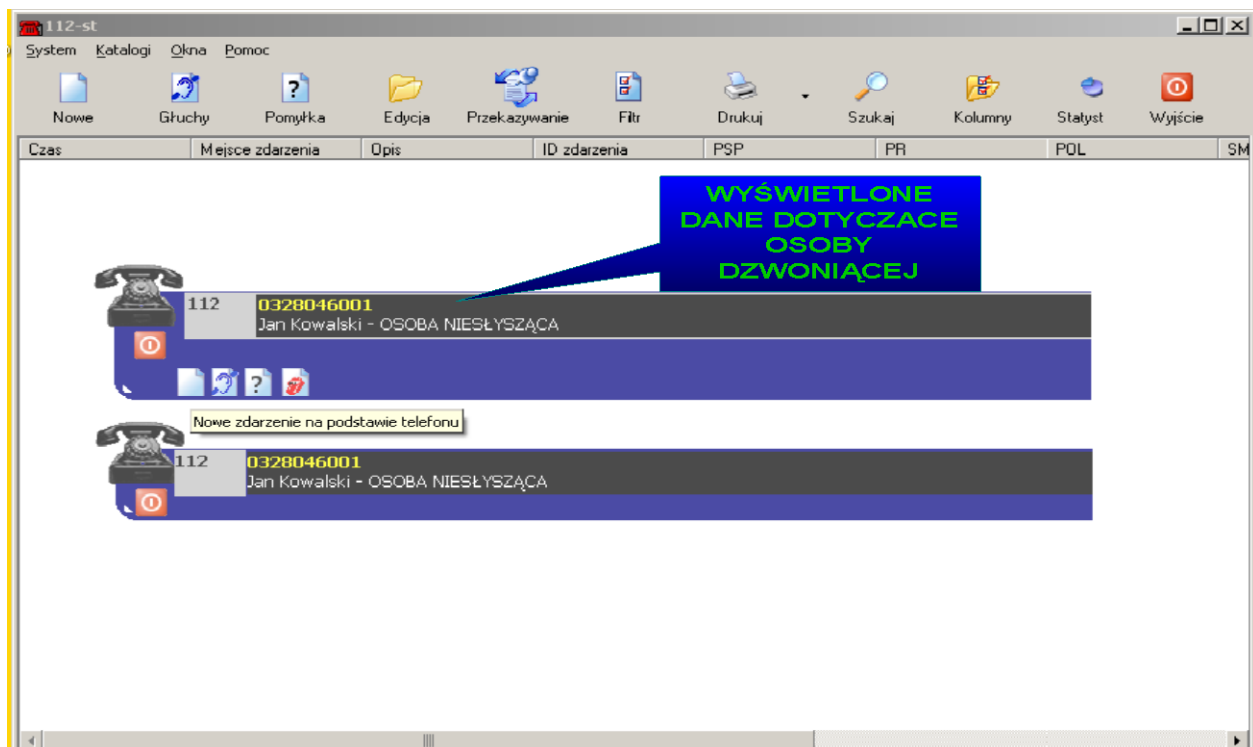 112-st
System Katalogi Okna Pomoc
Nowe Głuchy Pomyłka Edycja Przekazywanie Filtr Drukuj Szukaj Kolumny Statyst Wyjście
Czas Miejsce zdarzenia Opis ID zdarzenia PSP PR POL SM
WYŚWIETLONE
DANE DOTYCZACE
OSOBY
DZWONIĄCEJ
112 0328046001
Jan Kowalski - OSOBA NIESŁYSZĄCA
Nowe zdarzenie na podstawie telefonu
112 0328046001
Jan Kowalski - OSOBA NIESŁYSZĄCA